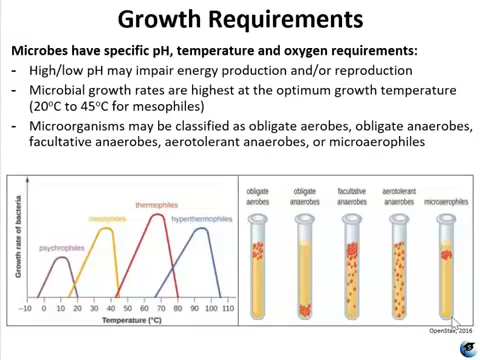 Growth Requirements
Microbes have specific pH, temperature and oxygen requirements:
- High/low pH may impair energy production and/or reproduction
- Microbial growth rates are highest at the optimum growth temperature
(20°C to 45°C for mesophiles)
- Microorganisms may be classified as obligate aerobes, obligate anaerobes,
facultative anaerobes, aerotolerant anaerobes, or microaerophiles
Growth rate of bacteria
psychrophiles
mesophiles
thermophiles
hyperthermophiles
–10 0 10 20 30 40 50 60 70 80 90 100 110
Temperature (°C)
obligate
aerobes
obligate
anaerobes
facultative
anaerobes
aerotolerant
anaerobes
microaerophiles
OpenStax, 2016